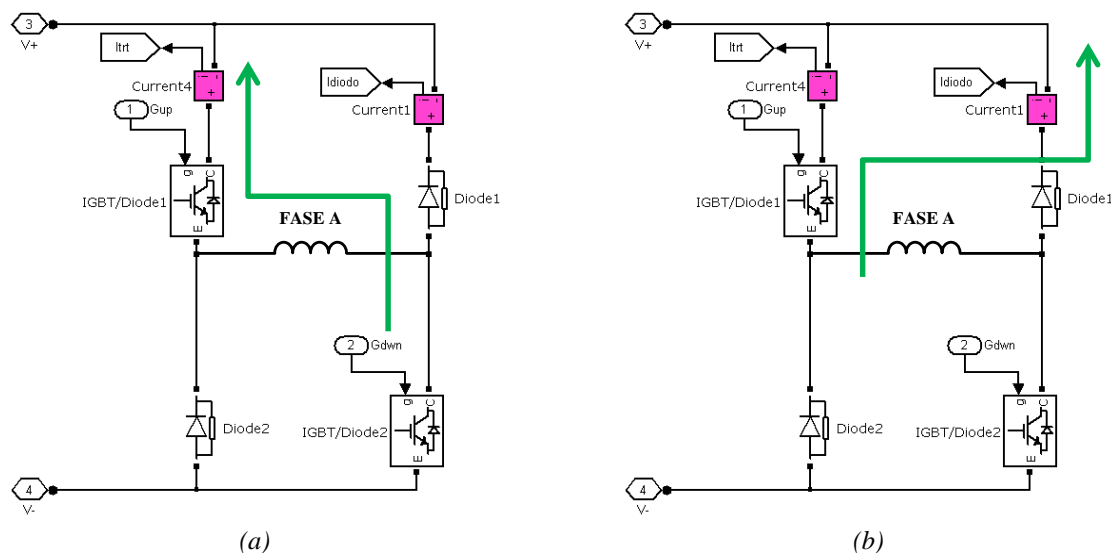 3
V+
Itrt
Current4
1
Gup
g
C
E
IGBT/Diode1
Idiodo
Current1
i
-
+
i
-
+
Diode1
FASE A
2
Gdwn
g
C
E
IGBT/Diode2
Diode2
4
V-
(a)
3
V+
Itrt
Current4
1
Gup
g
C
E
IGBT/Diode1
Idiodo
Current1
i
-
+
i
-
+
Diode1
FASE A
2
Gdwn
g
C
E
IGBT/Diode2
Diode2
4
V-
(b)